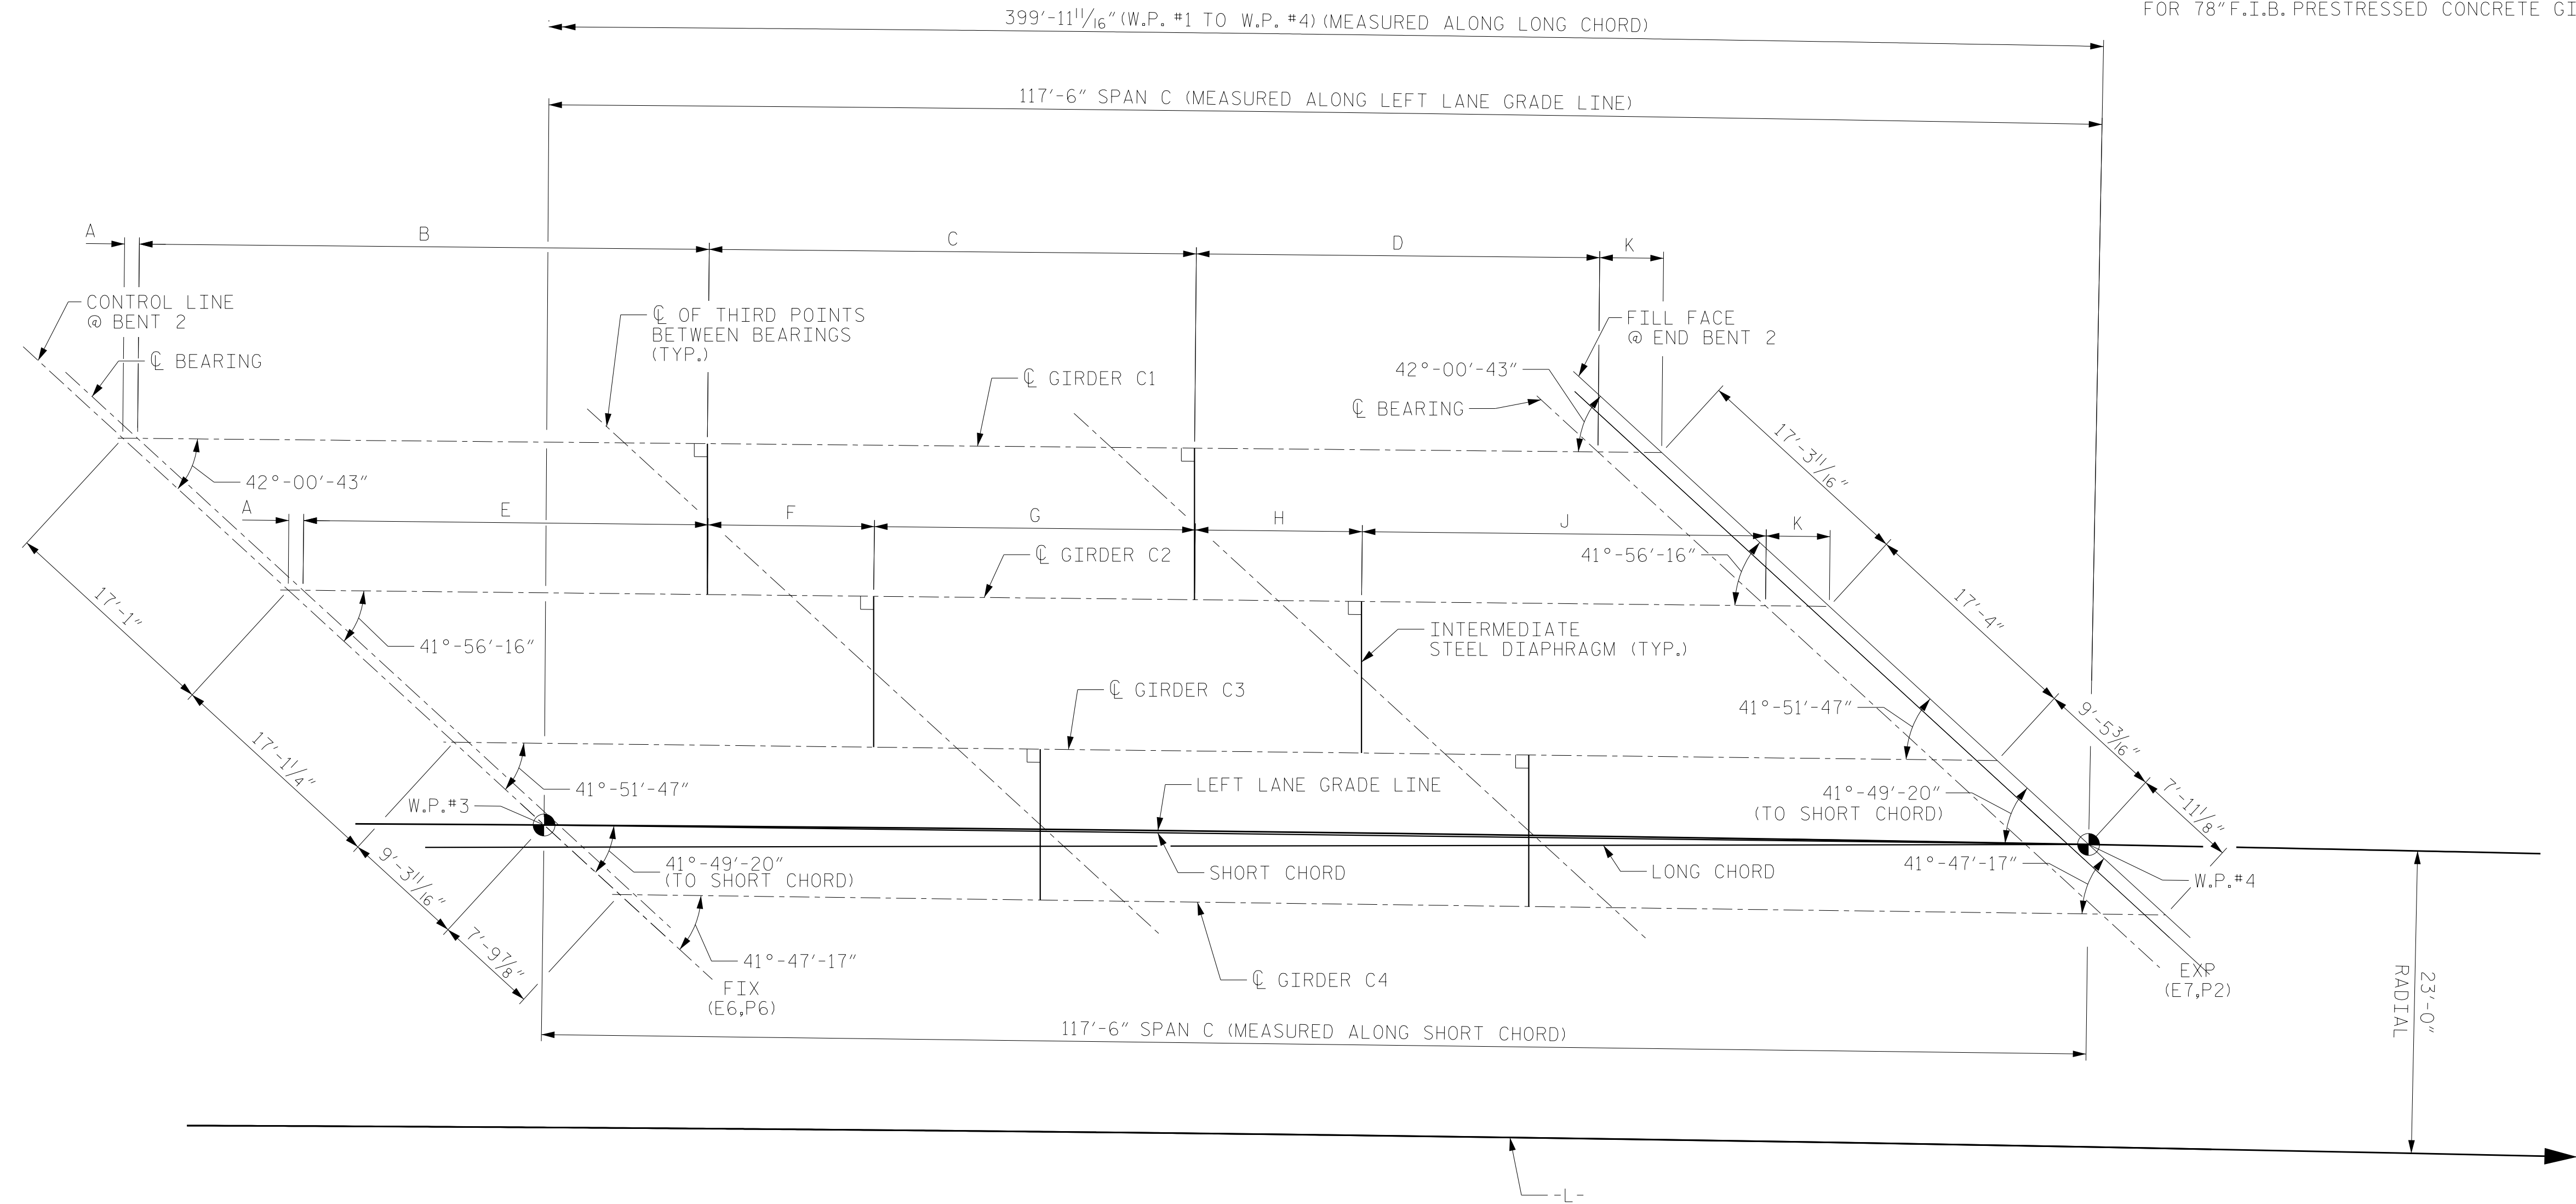 FOR 78"F.I.B. PRESTRESSED CONCRETE GI
399'-11 11/16" (W.P. #1 TO W.P. #4) (MEASURED ALONG LONG CHORD)
117'-6" SPAN C (MEASURED ALONG LEFT LANE GRADE LINE)
A
B
C
D
K
CONTROL LINE
@ BENT 2
℄ BEARING
℄ OF THIRD POINTS
BETWEEN BEARINGS
(TYP.)
℄ GIRDER C1
42°-00'-43"
℄ BEARING
FILL FACE
@ END BENT 2
17'-3 11/16"
42°-00'-43"
A
E
F
G
H
J
K
℄ GIRDER C2
41°-56'-16"
17'-4"
17'-1"
41°-56'-16"
INTERMEDIATE
STEEL DIAPHRAGM (TYP.)
℄ GIRDER C3
41°-51'-47"
9'-5 3/16"
17'-1 1/4"
41°-51'-47"
W.P.#3
LEFT LANE GRADE LINE
41°-49'-20"
(TO SHORT CHORD)
7'-11 1/8"
41°-49'-20"
(TO SHORT CHORD)
SHORT CHORD
LONG CHORD
41°-47'-17"
W.P.#4
9'-3 11/16"
7'-9 7/8"
41°-47'-17"
FIX
(E6,P6)
℄ GIRDER C4
EXP
(E7,P2)
23'-0"
RADIAL
117'-6" SPAN C (MEASURED ALONG SHORT CHORD)
-L-